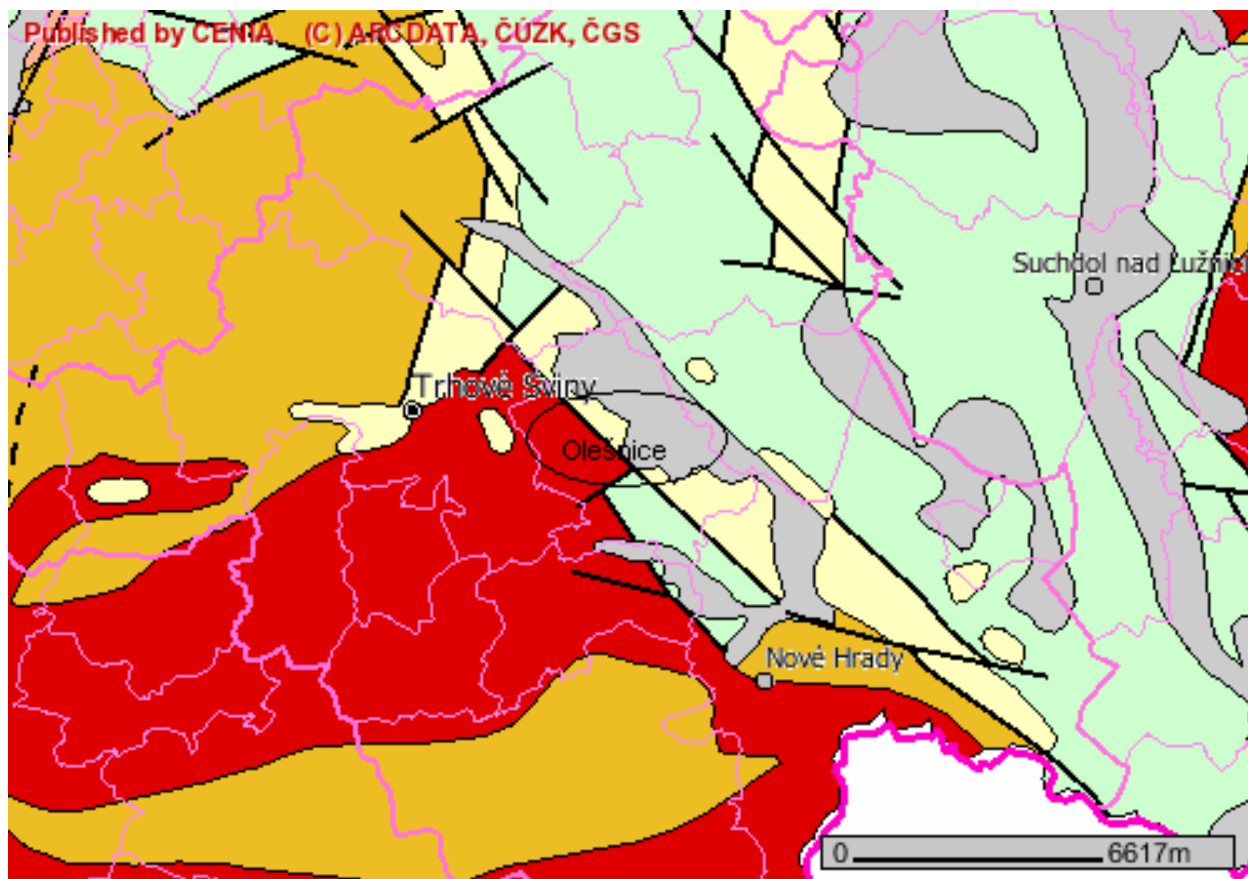 Published by CENIA (C) ARCDATA, ČÚZK, ČGS
Suchdol nad Lužnicí
Trhové Sviny
Olešnice
Nové Hrady
0 6617m